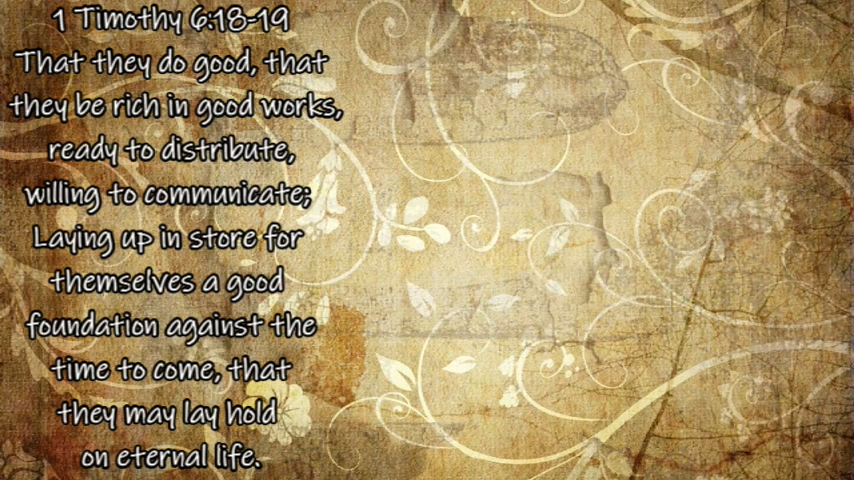 1 Timothy 6:18-19
That they do good, that
they be rich in good works,
ready to distribute,
willing to communicate;
Laying up in store for
themselves a good
foundation against the
time to come, that
they may lay hold
on eternal life.